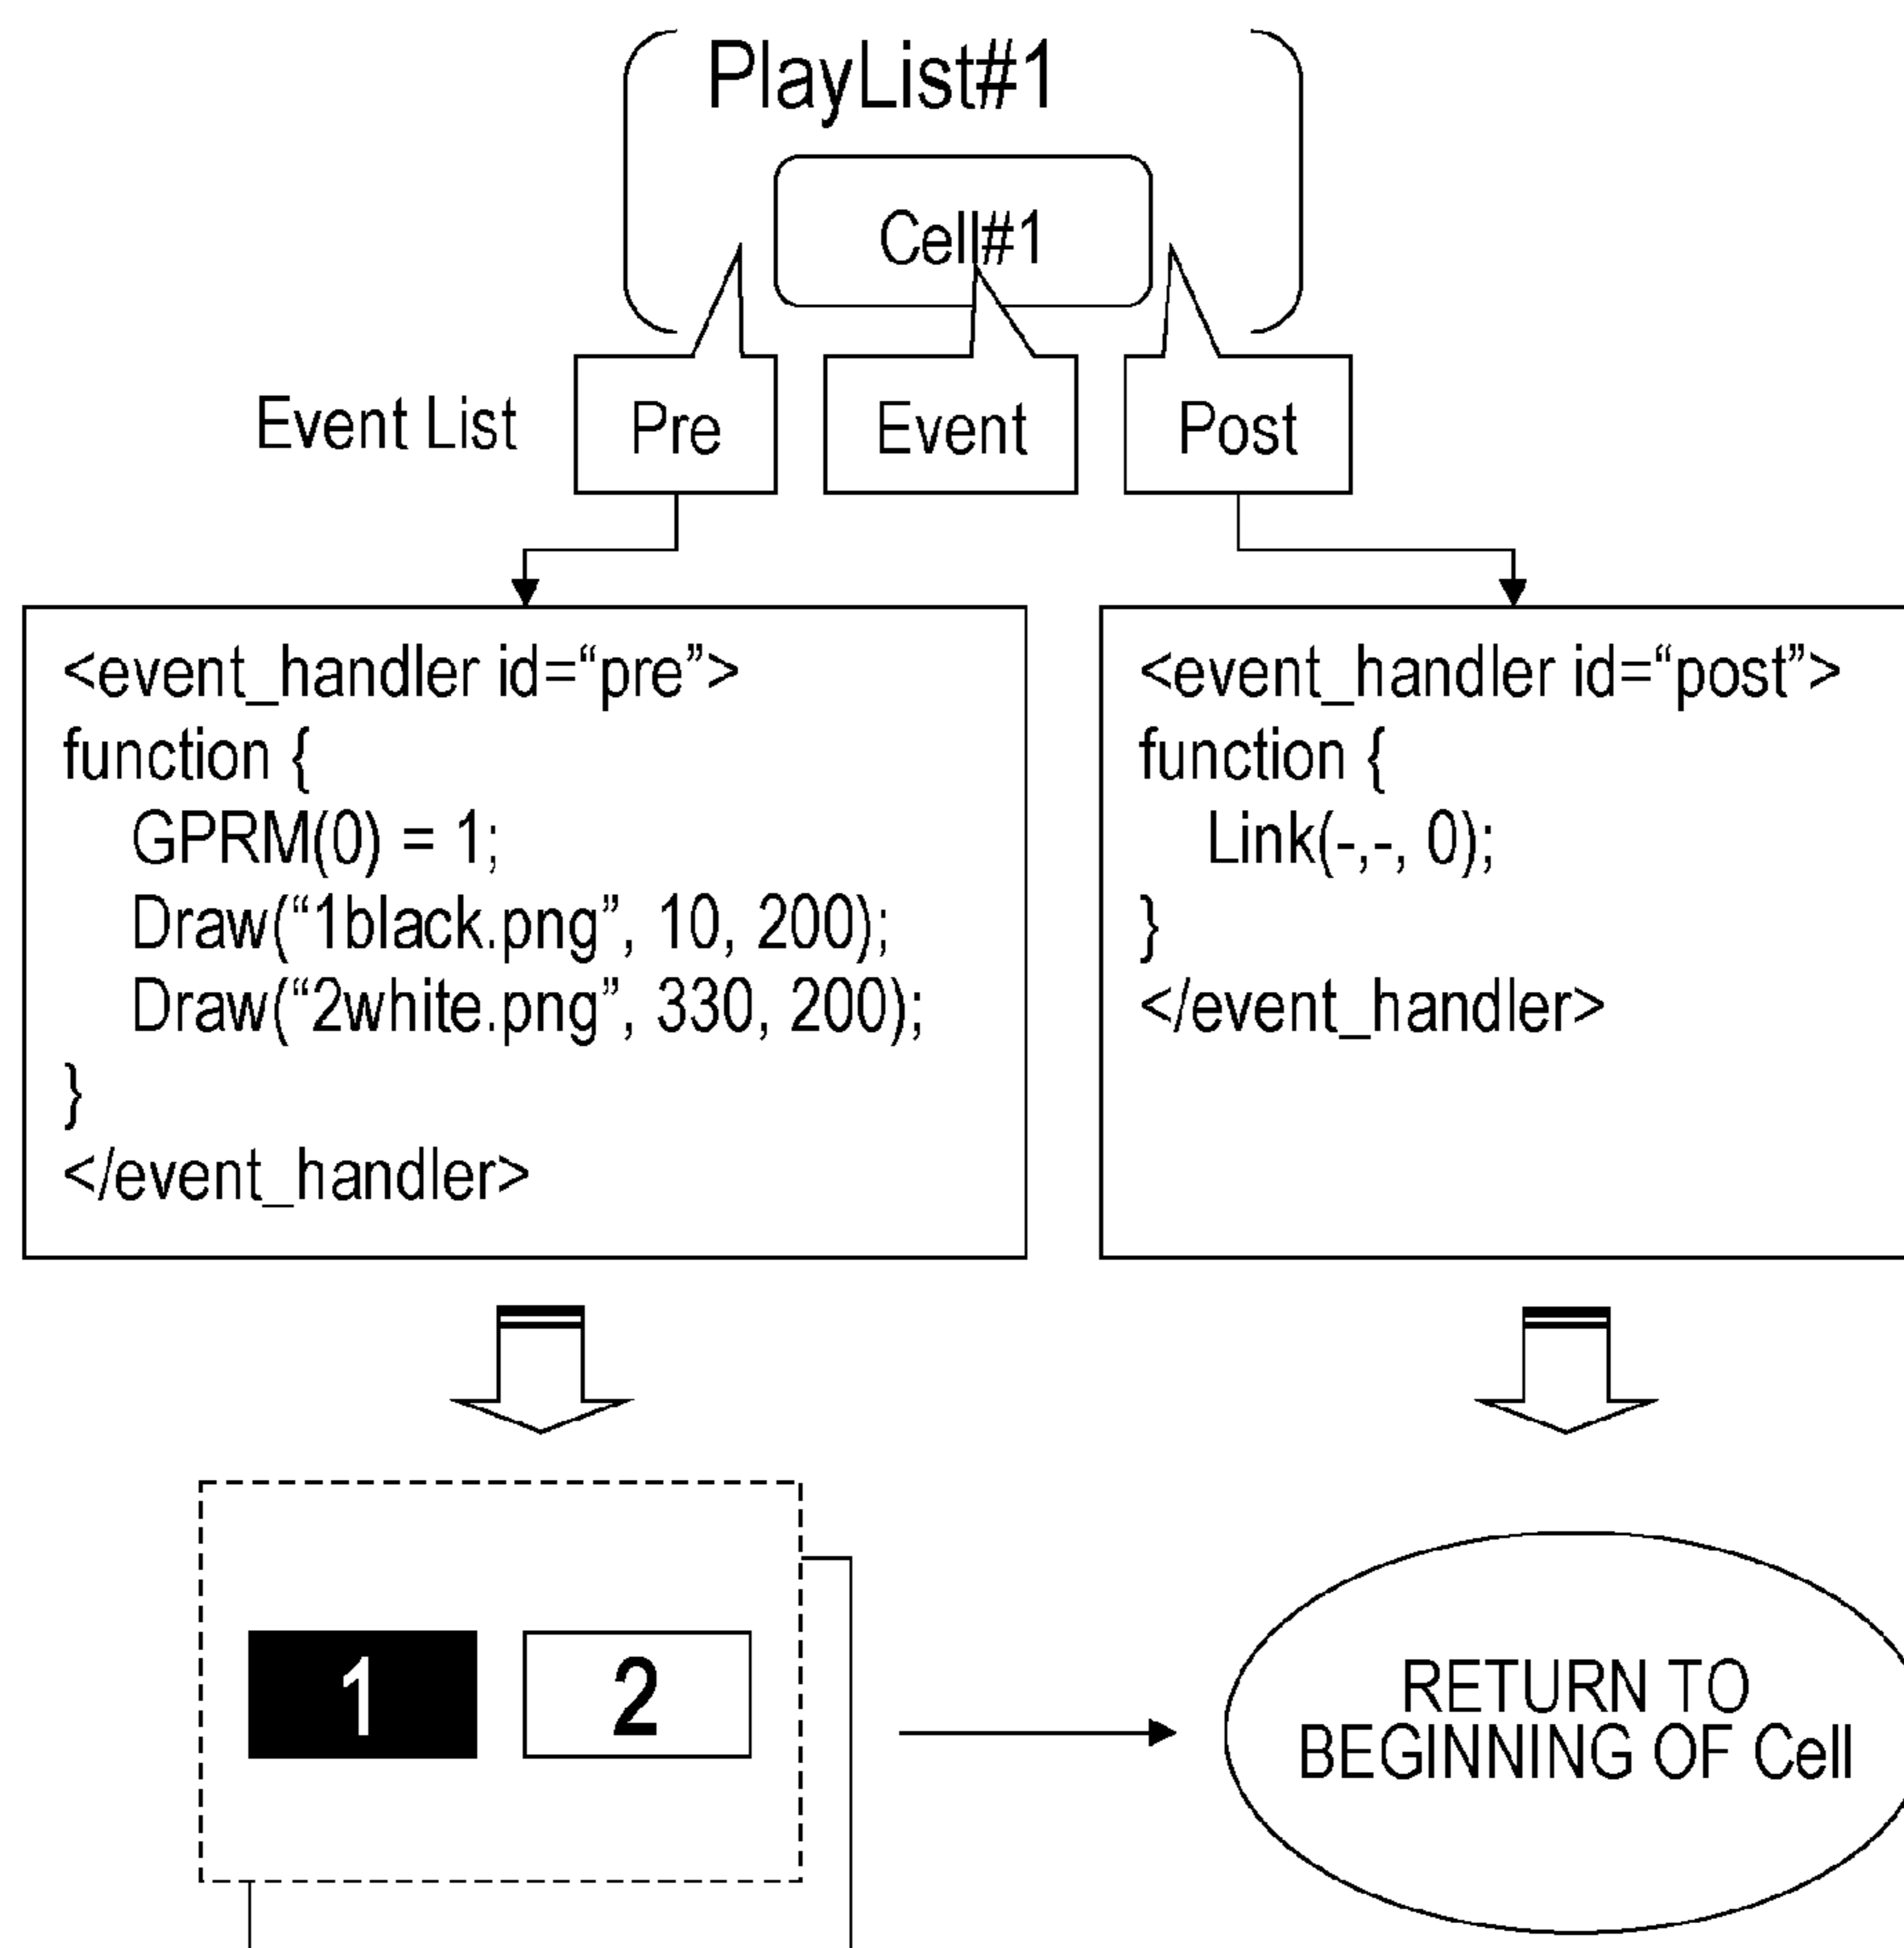 PlayList#1
Cell#1
Event List
Pre
Event
Post
<event_handler id=“pre”>
function {
GPRM(0) = 1;
Draw(“1black.png”, 10, 200);
Draw(“2white.png”, 330, 200);
}
</event_handler>
<event_handler id=“post”>
function {
Link(-,-, 0);
}
</event_handler>
1
2
RETURN TO
BEGINNING OF Cell